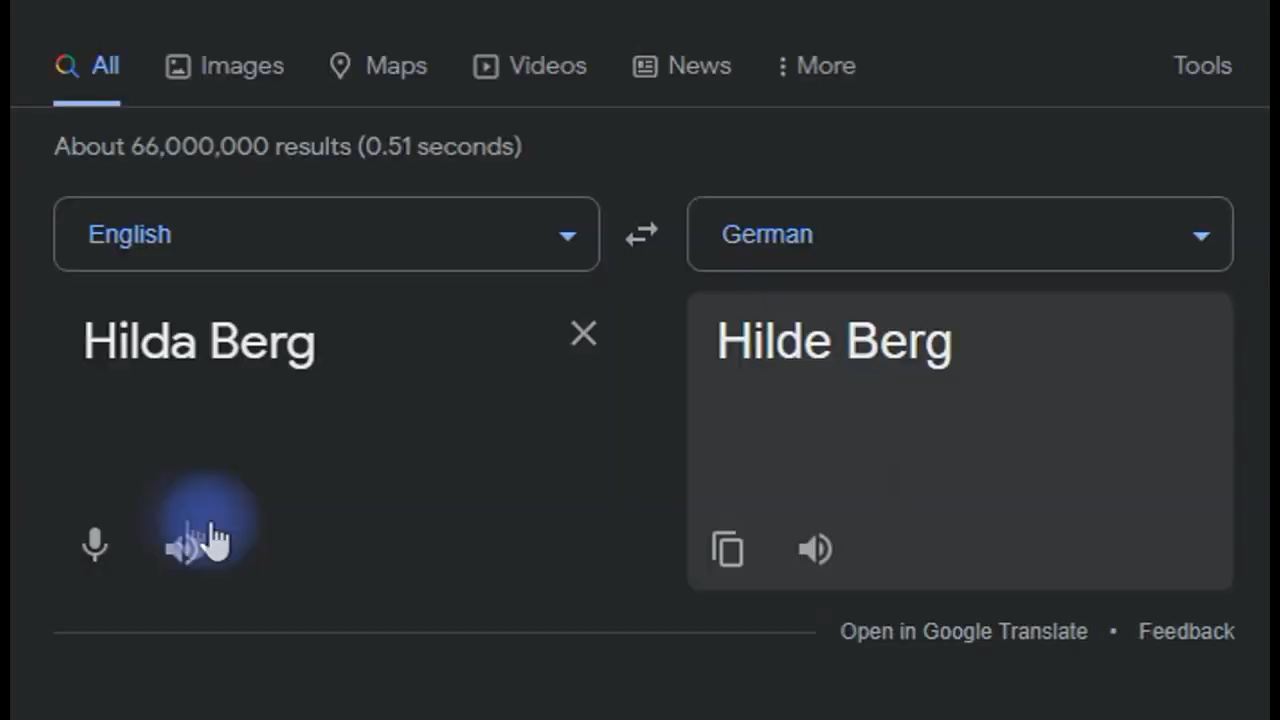 All Images Maps Videos News More Tools
About 66,000,000 results (0.51 seconds)
English German
Hilda Berg Hilde Berg
Open in Google Translate • Feedback